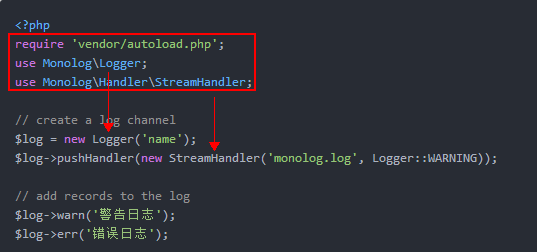 <?php
require 'vendor/autoload.php';
use Monolog\Logger;
use Monolog\Handler\StreamHandler;
// create a log channel
$log = new Logger('name');
$log->pushHandler(new StreamHandler('monolog.log', Logger::WARNING));
// add records to the log
$log->warn('警告日志');
$log->err('错误日志');